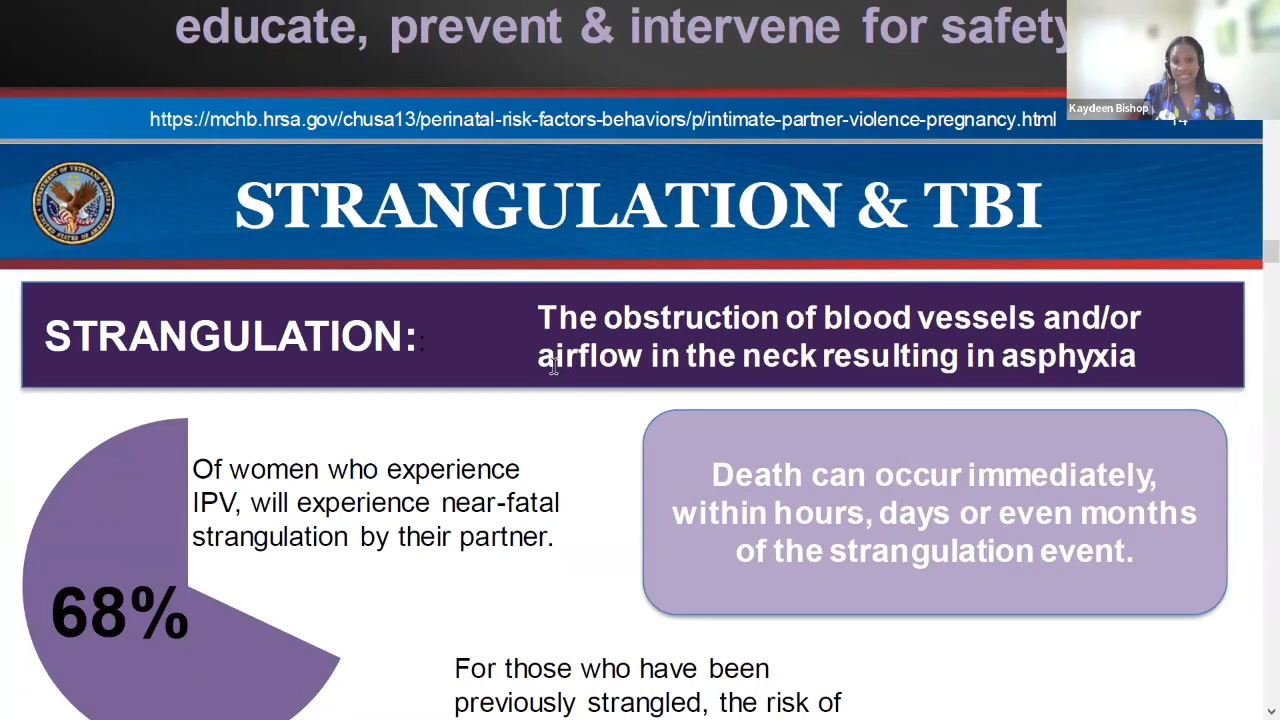 educate, prevent & intervene for safety
Kaydeen Bishop
https://mchb.hrsa.gov/chusa13/perinatal-risk-factors-behaviors/p/intimate-partner-violence-pregnancy.html
14
STRANGULATION & TBI
STRANGULATION::
The obstruction of blood vessels and/or
airflow in the neck resulting in asphyxia
Of women who experience
IPV, will experience near-fatal
strangulation by their partner.
68%
Death can occur immediately,
within hours, days or even months
of the strangulation event.
For those who have been
previously strangled, the risk of